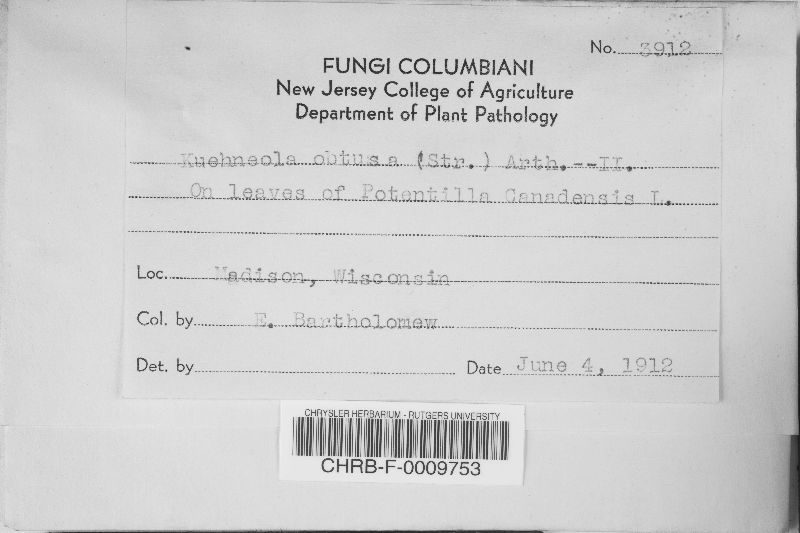 No. 3912
FUNGI COLUMBIANI
New Jersey College of Agriculture
Department of Plant Pathology
Kuehneola obtusa (Str.) Arth.--II.
On leaves of Potentilla Canadensis L.
Loc. Madison, Wisconsin
Col. by E. Bartholomew
Det. by
Date June 4, 1912
CHRYSLER HERBARIUM - RUTGERS UNIVERSITY
CHRB-F-0009753